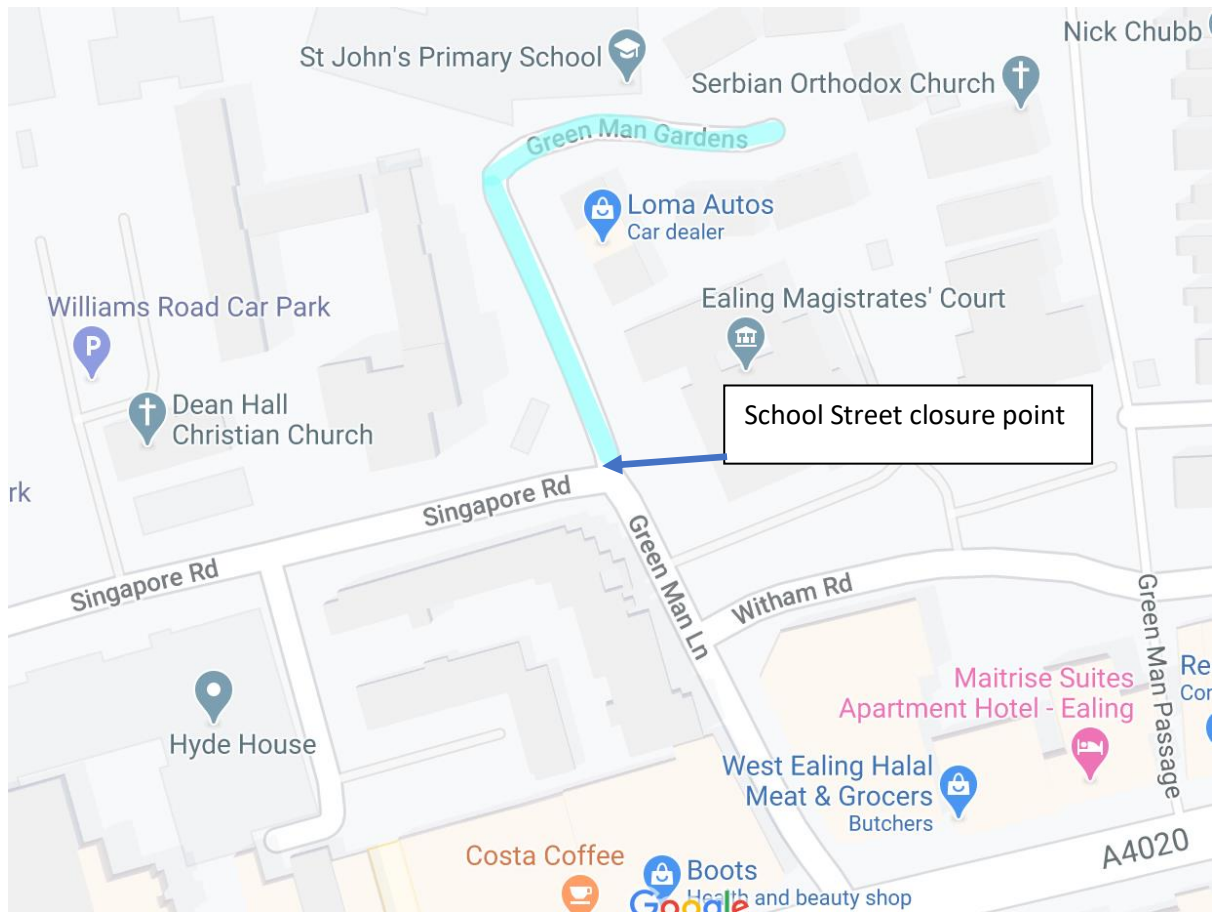 Nick Chubb
St John's Primary School
Serbian Orthodox Church
Green Man Gardens
Loma Autos
Car dealer
Williams Road Car Park
P
Ealing Magistrates' Court
Dean Hall
Christian Church
School Street closure point
rk
Singapore Rd
Singapore Rd
Green Man Ln
Witham Rd
Green Man Passage
Hyde House
Maitrise Suites
Apartment Hotel - Ealing
Re
Cor
West Ealing Halal
Meat & Grocers
Butchers
A4020
Costa Coffee
Boots
Health and beauty shop
Google